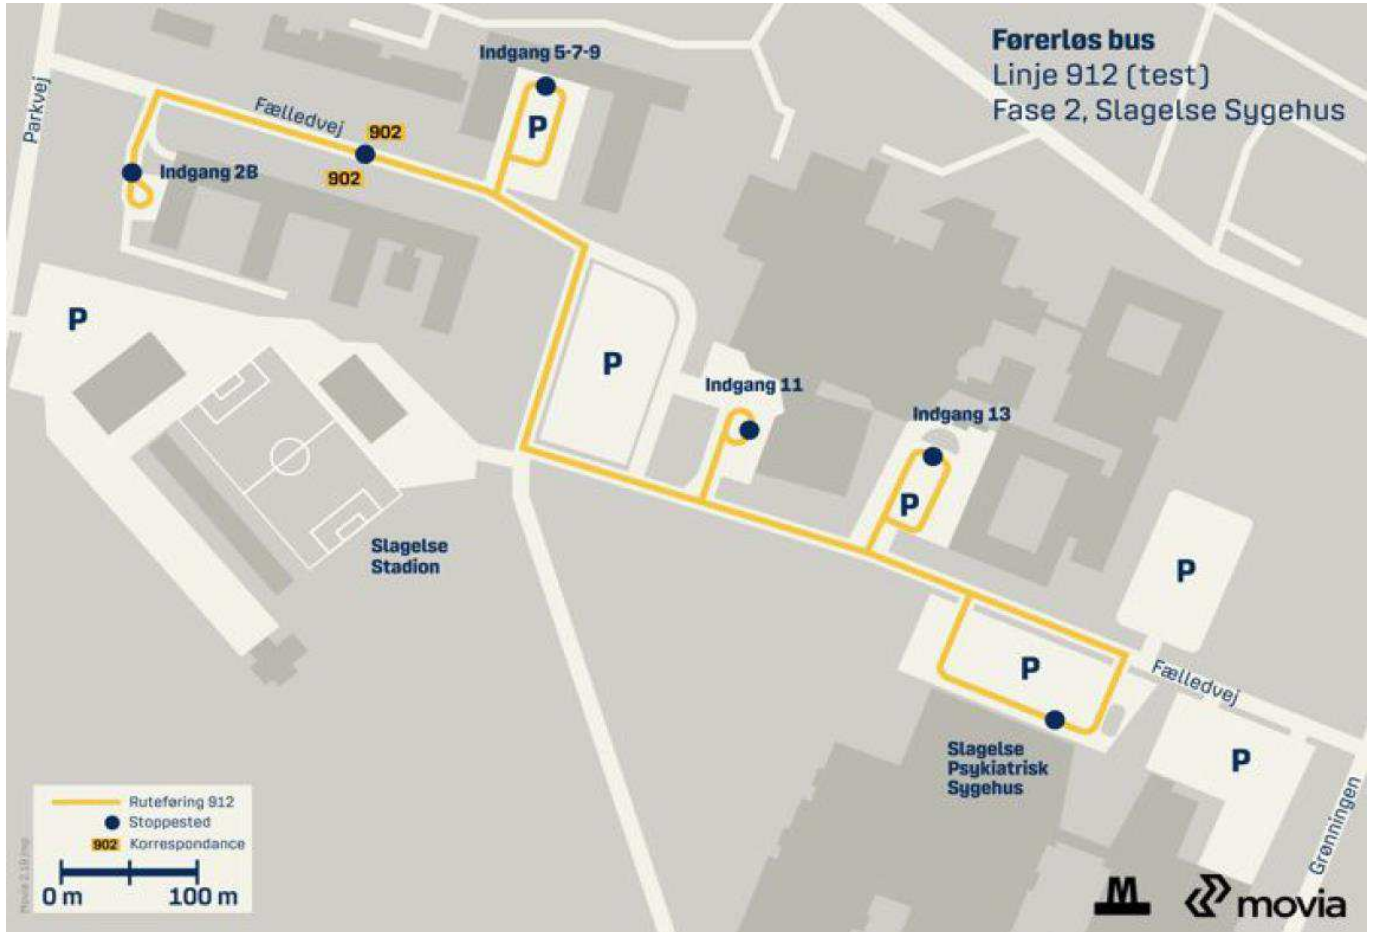 Førerløs bus
Linje 912 (test)
Fase 2, Slagelse Sygehus
Indgang 5-7-9
Parkvej
Fælledvej
902
902
P
Indgang 2B
P
P
Indgang 11
Indgang 13
P
Slagelse
Stadion
P
P
Fælledvej
Slagelse
Psykiatrisk
Sygehus
P
Grønningen
Ruteføring 912
Stoppested
902 Korrespondance
0 m 100 m
M
movia